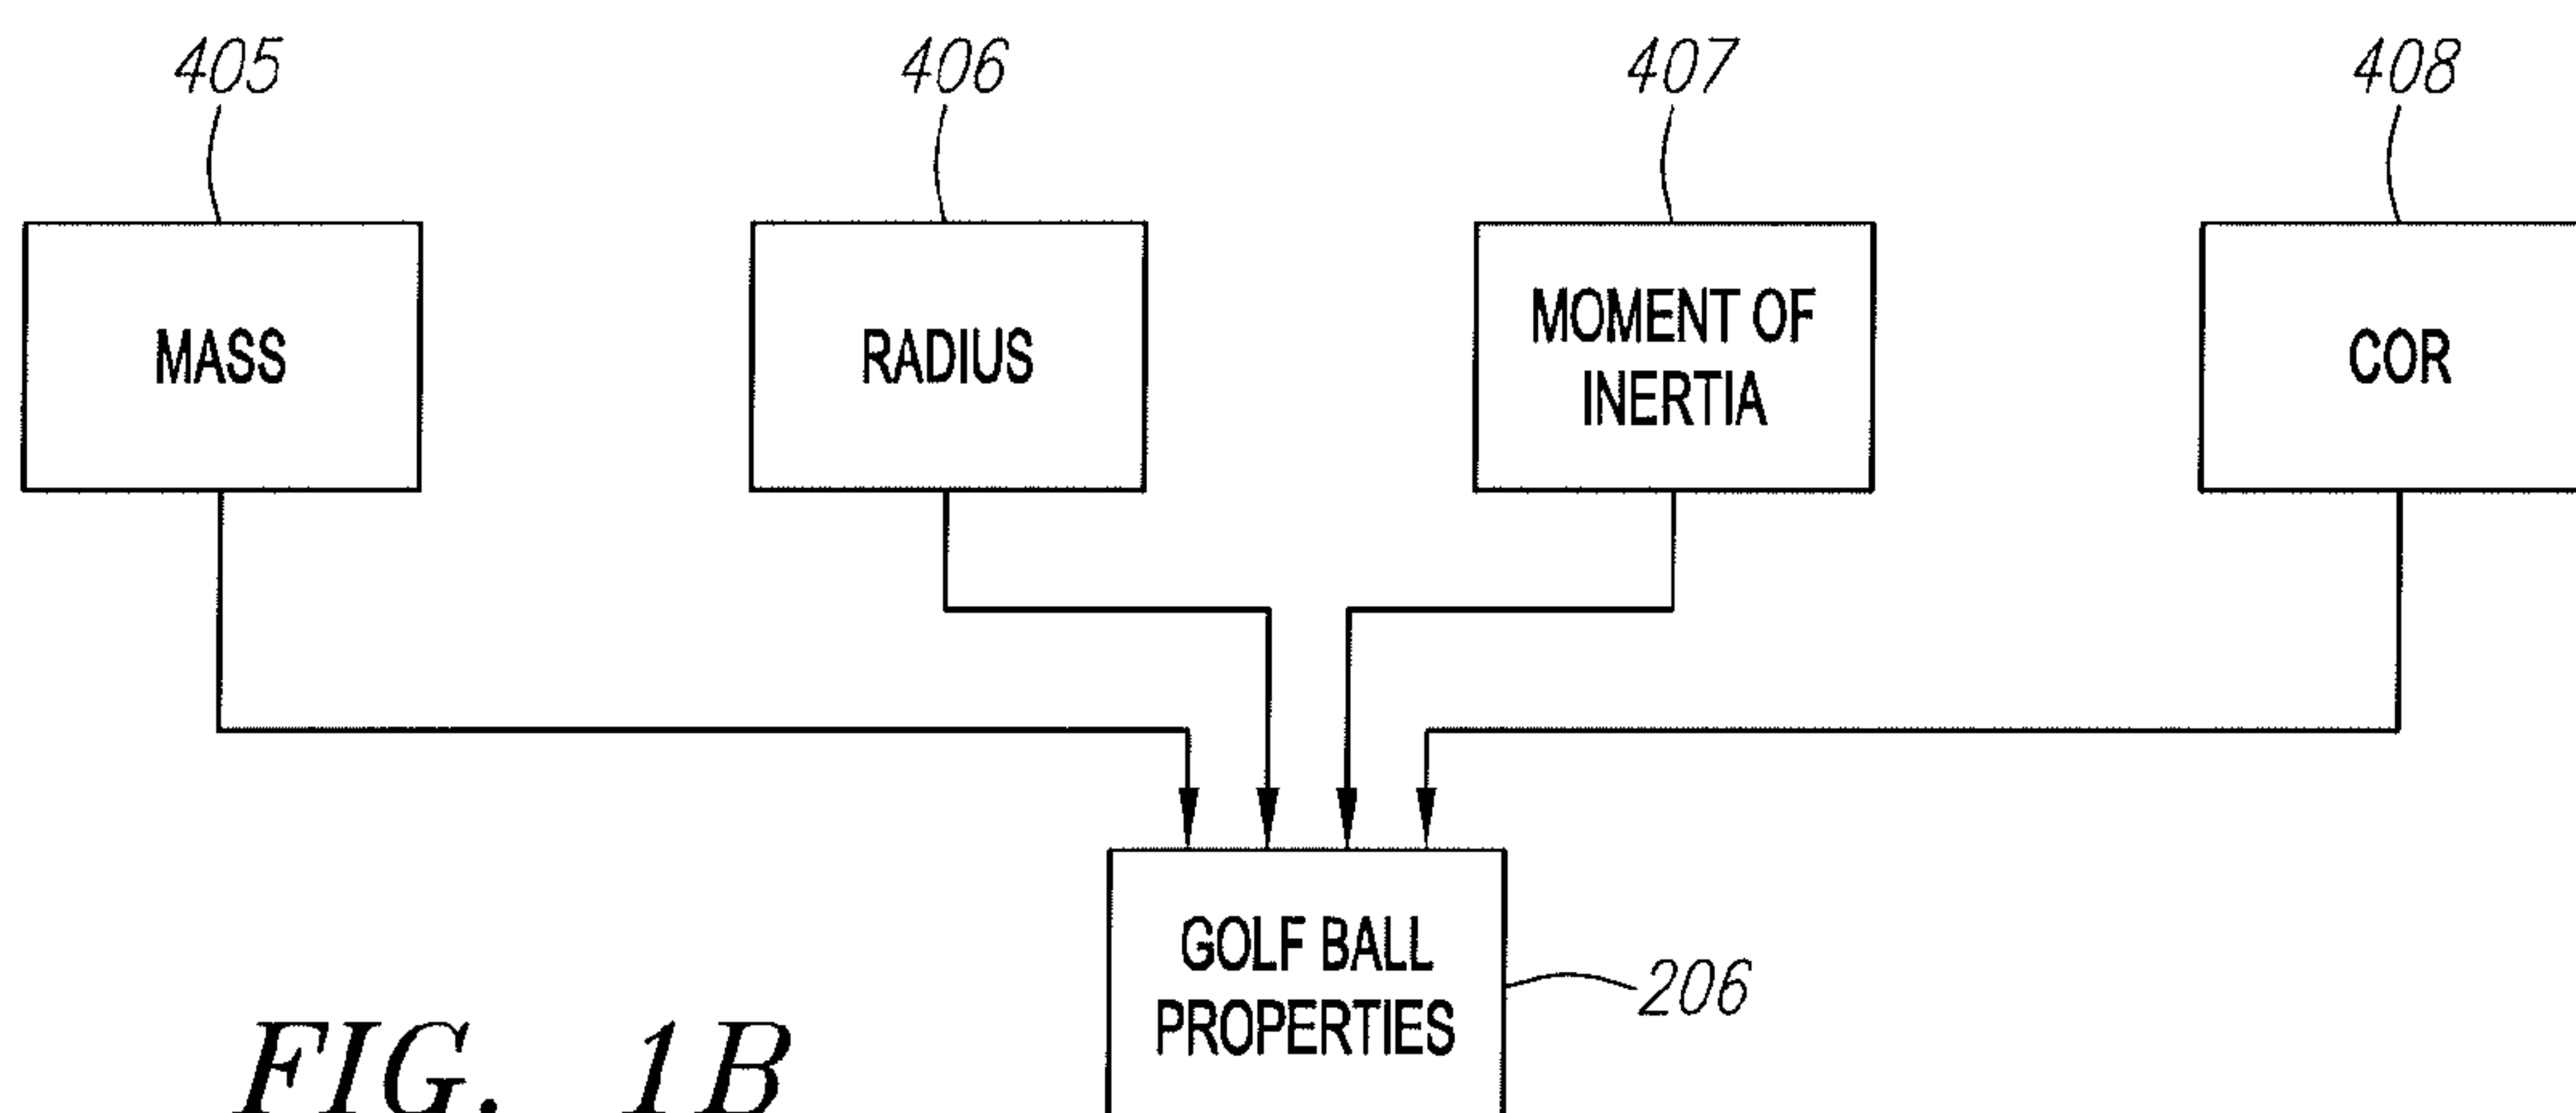 405
406
407
408
MASS
RADIUS
MOMENT OF
INERTIA
COR
GOLF BALL
PROPERTIES
206
FIG. 1B